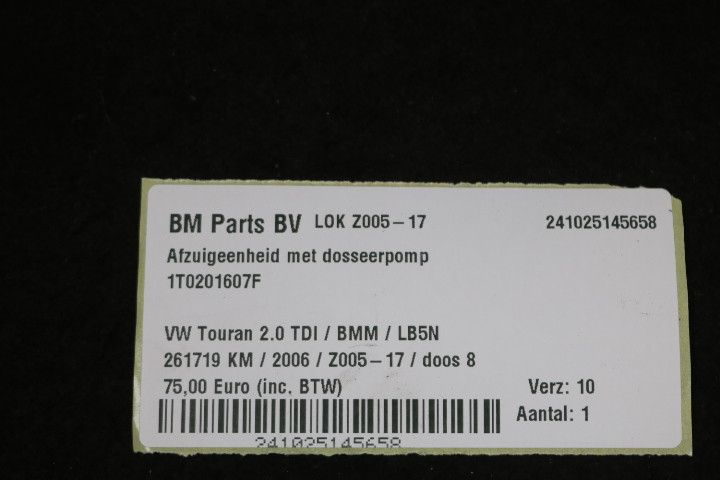 BM Parts BV LOK Z005-17 241025145658
Afzuigeenheid met dosseerpomp
1T0201607F
VW Touran 2.0 TDI / BMM / LB5N
261719 KM / 2006 / Z005-17 / doos 8
75,00 Euro (inc. BTW) Verz: 10
Aantal: 1
241025145658